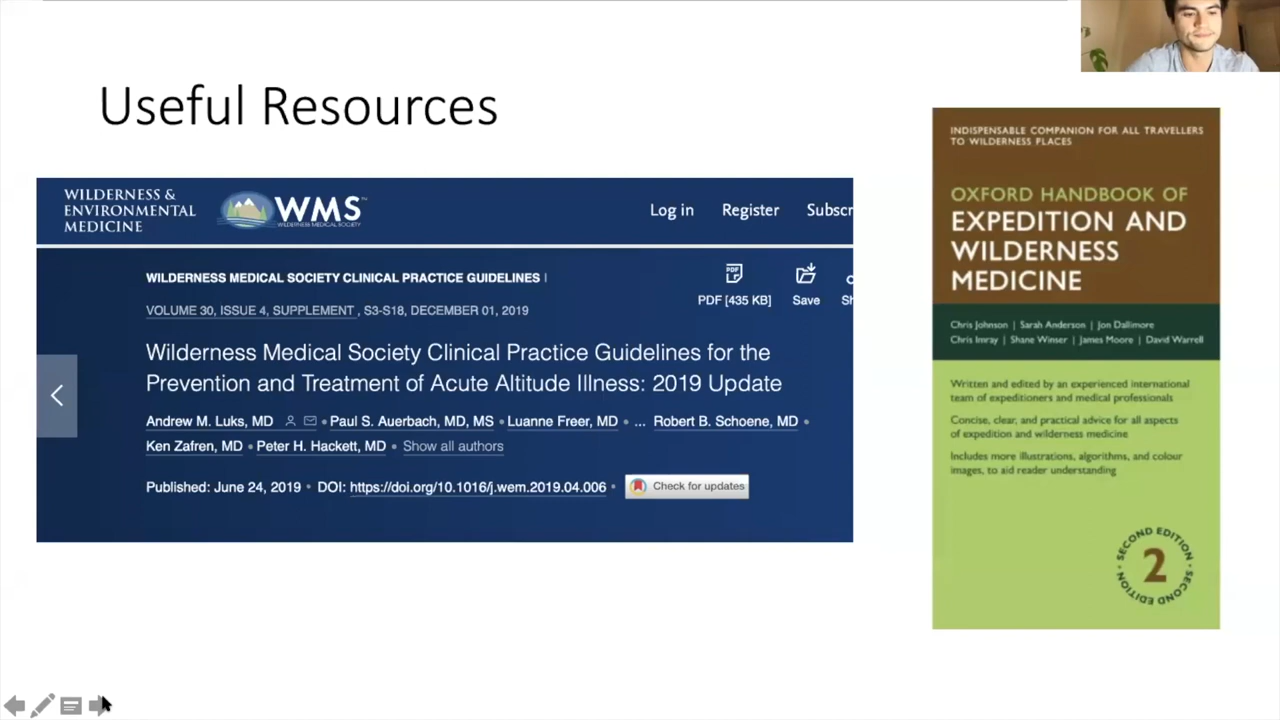 Useful Resources
WILDERNESS &
ENVIRONMENTAL
MEDICINE
WMS
WILDERNESS MEDICAL SOCIETY
Log in
Register
Subscr
WILDERNESS MEDICAL SOCIETY CLINICAL PRACTICE GUIDELINES |
VOLUME 30, ISSUE 4, SUPPLEMENT , S3-S18, DECEMBER 01, 2019
PDF
PDF [435 KB]
Save
Sh
Wilderness Medical Society Clinical Practice Guidelines for the
Prevention and Treatment of Acute Altitude Illness: 2019 Update
Andrew M. Luks, MD • Paul S. Auerbach, MD, MS • Luanne Freer, MD • ... Robert B. Schoene, MD •
Ken Zafren, MD • Peter H. Hackett, MD • Show all authors
Published: June 24, 2019 • DOI: https://doi.org/10.1016/j.wem.2019.04.006 •
Check for updates
INDISPENSABLE COMPANION FOR ALL TRAVELLERS
TO WILDERNESS PLACES
OXFORD HANDBOOK OF
EXPEDITION AND
WILDERNESS
MEDICINE
Chris Johnson | Sarah Anderson | Jon Dallimore
Chris Imray | Shane Winser | James Moore | David Warrell
Written and edited by an experienced international
team of expeditioners and medical professionals
Concise, clear, and practical advice for all aspects
of expedition and wilderness medicine
Includes more illustrations, algorithms, and colour
images, to aid reader understanding
SECOND EDITION • SECOND EDITION •
2